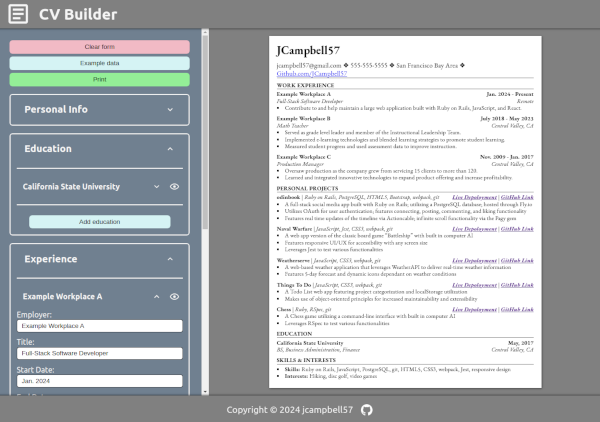 CV Builder
Clear form
Example data
Print
Personal Info
Education
California State University
Add education
Experience
Example Workplace A
Employer:
Example Workplace A
Title:
Full-Stack Software Developer
Start Date:
Jan. 2024
JCampbell57
jcampbell57@gmail.com ❖ 555-555-5555 ❖ San Francisco Bay Area ❖
Github.com/JCampbell57
WORK EXPERIENCE
Example Workplace A Jan. 2024 - Present
Full-Stack Software Developer Remote
• Contribute to and help maintain a large web application built with Ruby on Rails, JavaScript, and React.
Example Workplace B July 2018 - May 2023
Math Teacher Central Valley, CA
• Served as grade level leader and member of the Instructional Leadership Team.
• Implemented e-learning technologies and blended learning strategies to promote student learning.
• Measured student progress and used assessment data to improve instruction.
Example Workplace C Nov. 2009 - Jan. 2017
Production Manager Central Valley, CA
• Oversaw production as the company grew from servicing 15 clients to more than 120.
• Learned and integrated innovative technologies to expand product offering and increase profitability.
PERSONAL PROJECTS
odinbook | Ruby on Rails, PostgreSQL, HTML5, Bootstrap, webpack, git Live Deployment | GitHub Link
• A full stack social media app built with Ruby on Rails, utilizing a PostgreSQL database, hosted through Fly.io
• Utilizes OAuth for user authentication; features connecting, posting, commenting, and liking functionality
• Features real time updates of the timeline via Actioncable, infinite scroll functionality via the Pagy gem
Naval Warfare | JavaScript, Jest, CSS3, webpack, git Live Deployment | GitHub Link
• A web app version of the classic board game "Battleship" with built in computer AI
• Features responsive UI/UX for accessibility with any screen size
• Leverages Jest to test various functionalities
Weatherserve | JavaScript, CSS3, webpack, git Live Deployment | GitHub Link
• A web-based weather application that leverages WeatherAPI to deliver real-time weather information
• Features 5-day forecast and dynamic icons dependant on weather conditions
Things To Do | JavaScript, CSS3, webpack, git Live Deployment | GitHub Link
• A Todo List web app featuring project categorization and localStorage utilization
• Makes use of object-oriented principles for increased maintainability and extensibility
Chess | Ruby, RSpec, git Live Deployment | GitHub Link
• A Chess game utilizing a command-line interface with built in computer AI
• Leverages RSpec to test various functionalities
EDUCATION
California State University May, 2017
BS, Business Administration, Finance Central Valley, CA
SKILLS & INTERESTS
• Skills: Ruby on Rails, JavaScript, PostgreSQL, git, HTML5, CSS3, webpack, Jest, responsive design
• Interests: Hiking, disc golf, video games
Copyright © 2024 jcampbell57